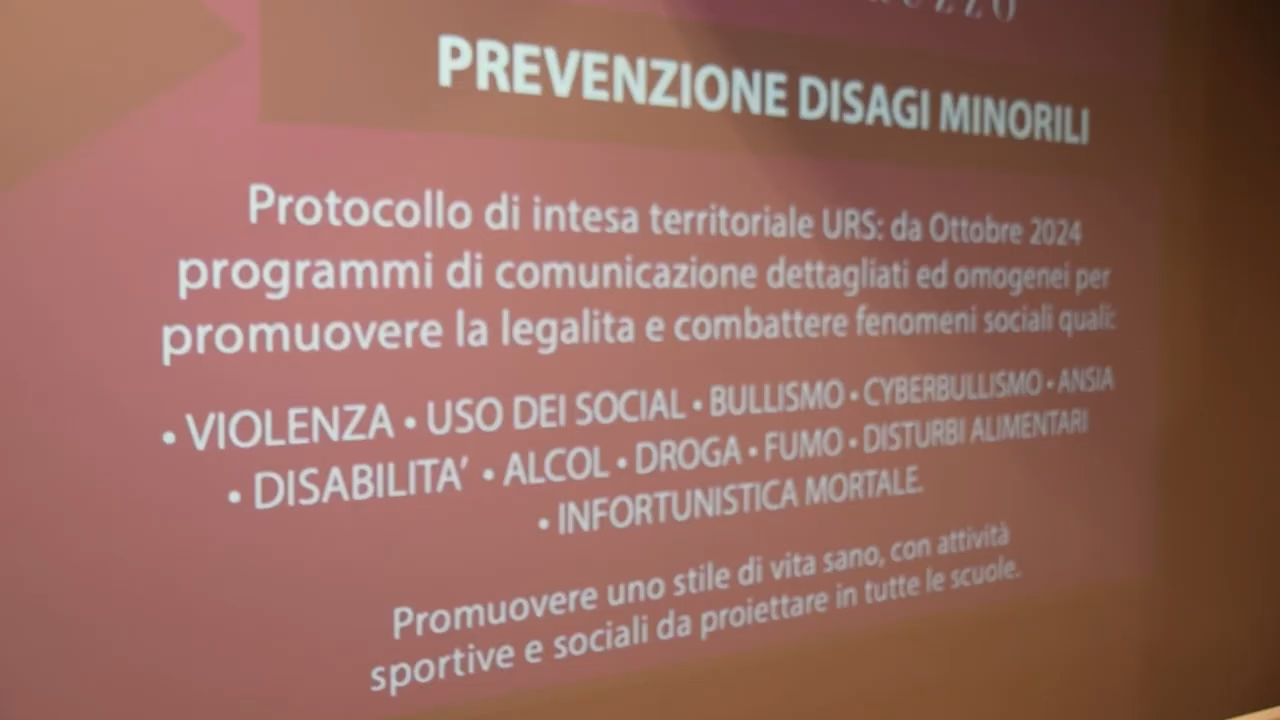 PREVENZIONE DISAGI MINORILI
Protocollo di intesa territoriale URS: da Ottobre 2024
programmi di comunicazione dettagliati ed omogenei per
promuovere la legalita e combattere fenomeni sociali quali:
• VIOLENZA • USO DEI SOCIAL • BULLISMO • CYBERBULLISMO • ANSIA
• DISABILITA’ • ALCOL • DROGA • FUMO • DISTURBI ALIMENTARI
• INFORTUNISTICA MORTALE.
Promuovere uno stile di vita sano, con attività
sportive e sociali da proiettare in tutte le scuole.